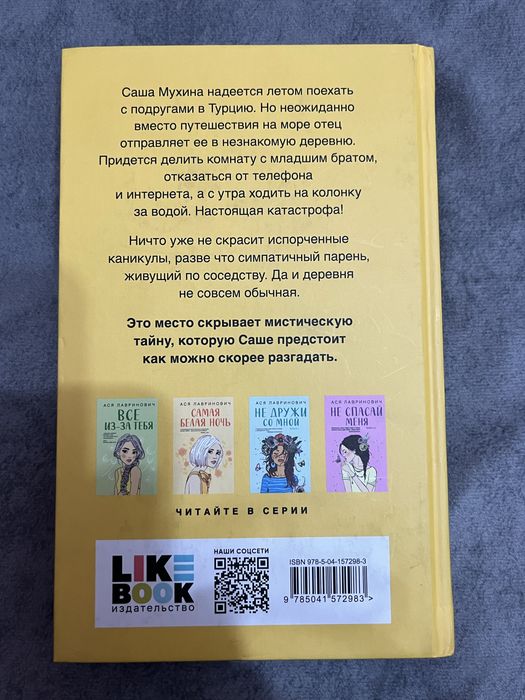 Саша Мухина надеется летом поехать
с подругами в Турцию. Но неожиданно
вместо путешествия на море отец
отправляет ее в незнакомую деревню.
Придется делить комнату с младшим братом,
отказаться от телефона
и интернета, а с утра ходить на колонку
за водой. Настоящая катастрофа!
Ничто уже не скрасит испорченные
каникулы, разве что симпатичный парень,
живущий по соседству. Да и деревня
не совсем обычная.
Это место скрывает мистическую
тайну, которую Саше предстоит
как можно скорее разгадать.
АСЯ ЛАВРИНОВИЧ
ВСЕ
ИЗ-ЗА ТЕБЯ
АСЯ ЛАВРИНОВИЧ
САМАЯ
БЕЛАЯ НОЧЬ
АСЯ ЛАВРИНОВИЧ
НЕ ДРУЖИ
СО МНОЙ
АСЯ ЛАВРИНОВИЧ
НЕ СПАСАЙ
МЕНЯ
ЧИТАЙТЕ В СЕРИИ
LIKE
BOOK
ИЗДАТЕЛЬСТВО
НАШИ СОЦСЕТИ
ISBN 978-5-04-157298-3
9 785041 572983 >